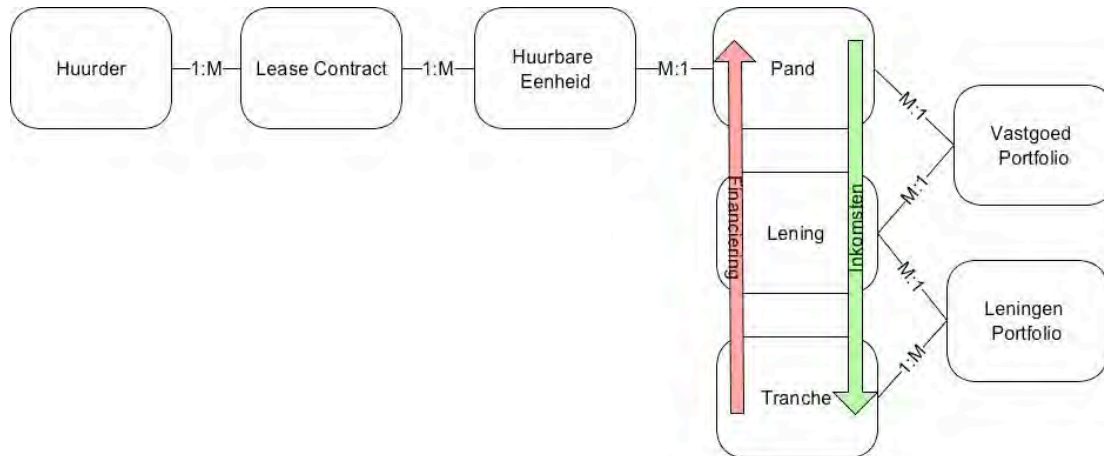 Huurder
1:M
Lease Contract
1:M
Huurbare
Eenheid
M:1
Pand
M:1
Vastgoed
Portfolio
M:1
Financiering
Lening
Inkomsten
M:1
Leningen
Portfolio
1:M
Tranche